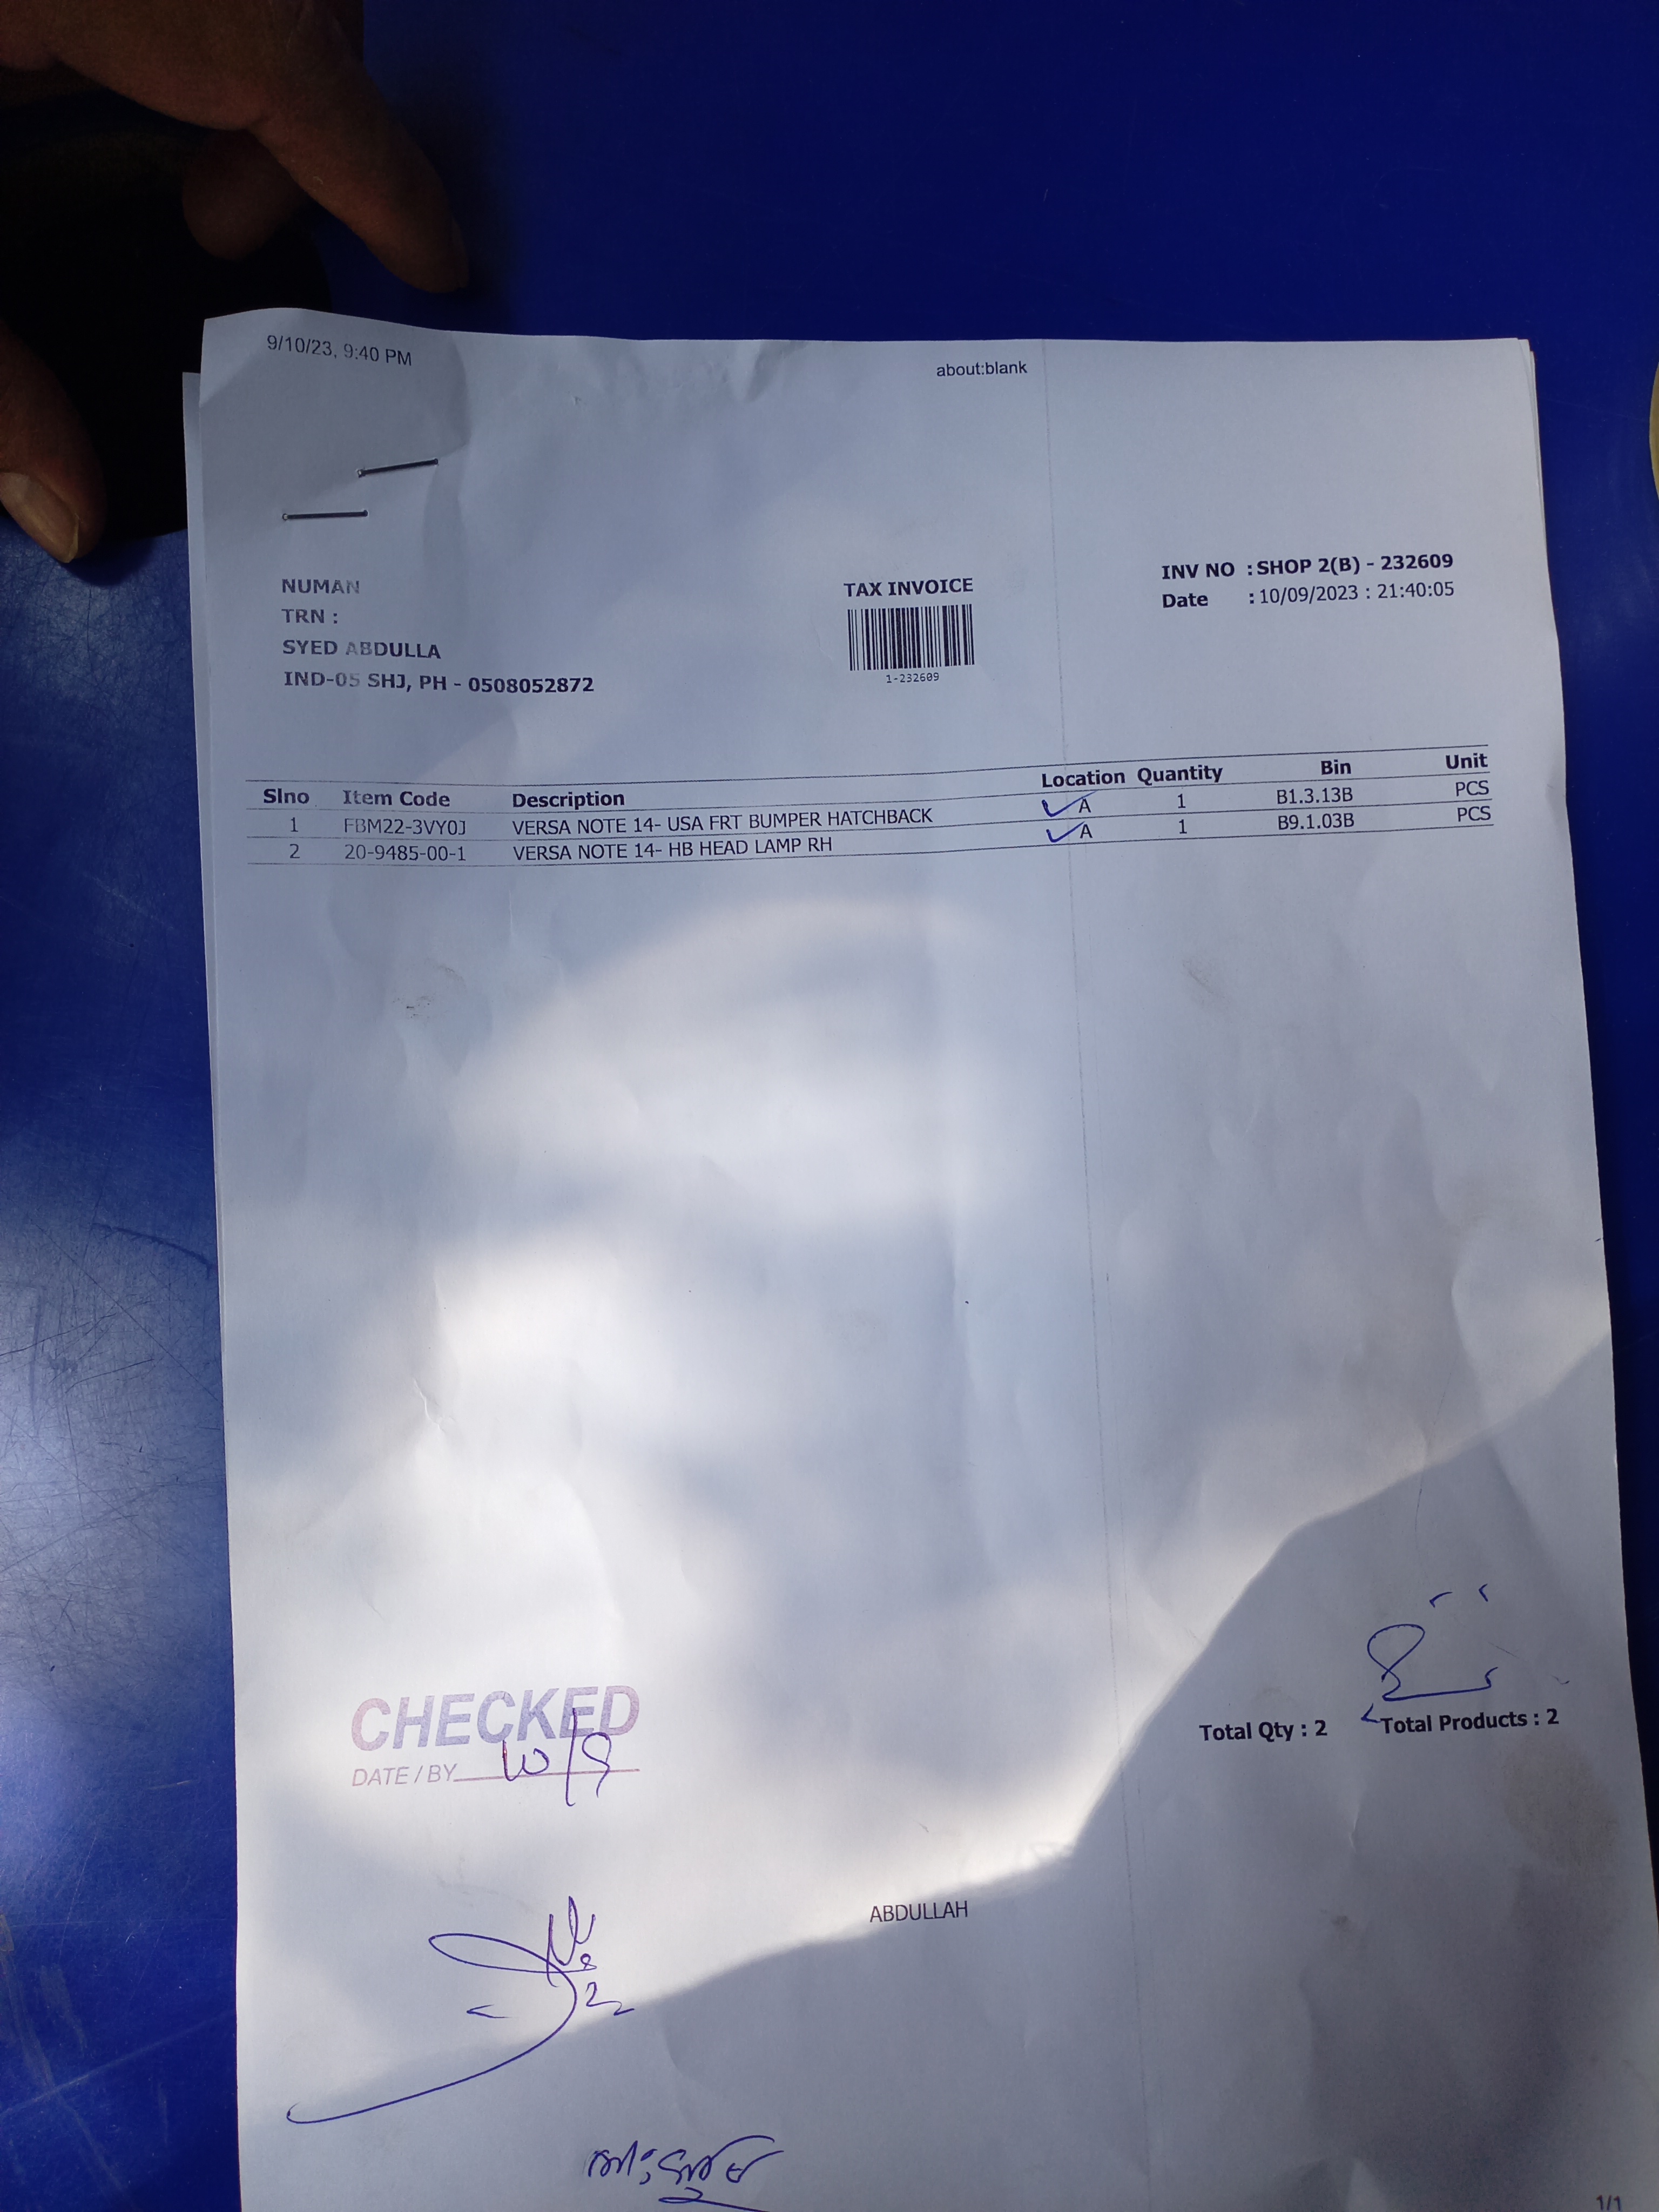 9/10/23, 9:40 PM
about:blank
NUMAN
TRN :
SYED ABDULLA
IND-05 SHJ, PH - 0508052872
TAX INVOICE
1-232609
INV NO : SHOP 2(B) - 232609
Date : 10/09/2023 : 21:40:05
Slno Item Code Description Location Quantity Bin Unit
1 FBM22-3VY0J VERSA NOTE 14- USA FRT BUMPER HATCHBACK A 1 B1.3.13B PCS
2 20-9485-00-1 VERSA NOTE 14- HB HEAD LAMP RH A 1 B9.1.03B PCS
CHECKED
DATE / BY 10/9
Total Qty : 2 Total Products : 2
ABDULLAH
1/1